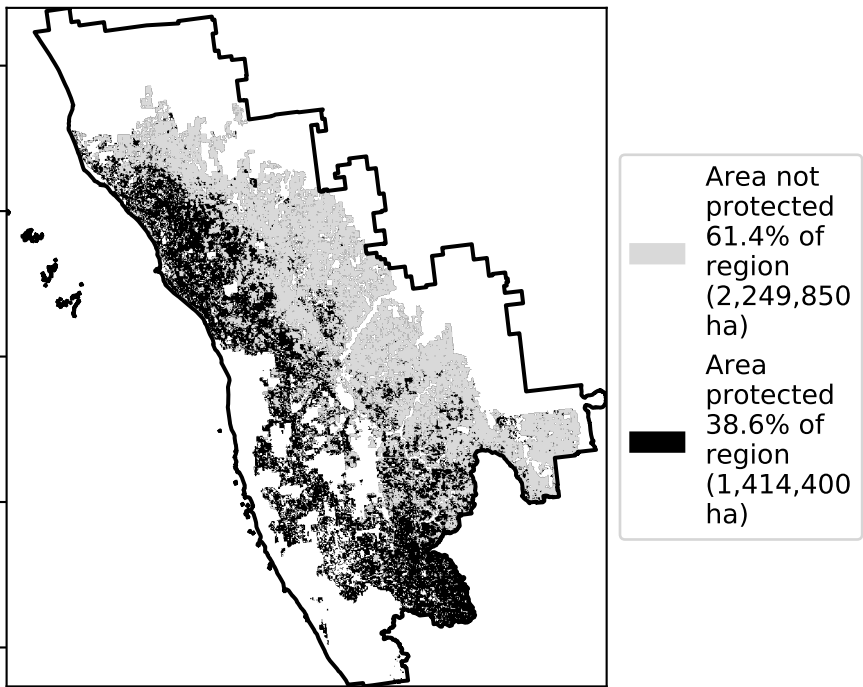 Area not
protected
61.4% of
region
(2,249,850
ha)
Area
protected
38.6% of
region
(1,414,400
ha)